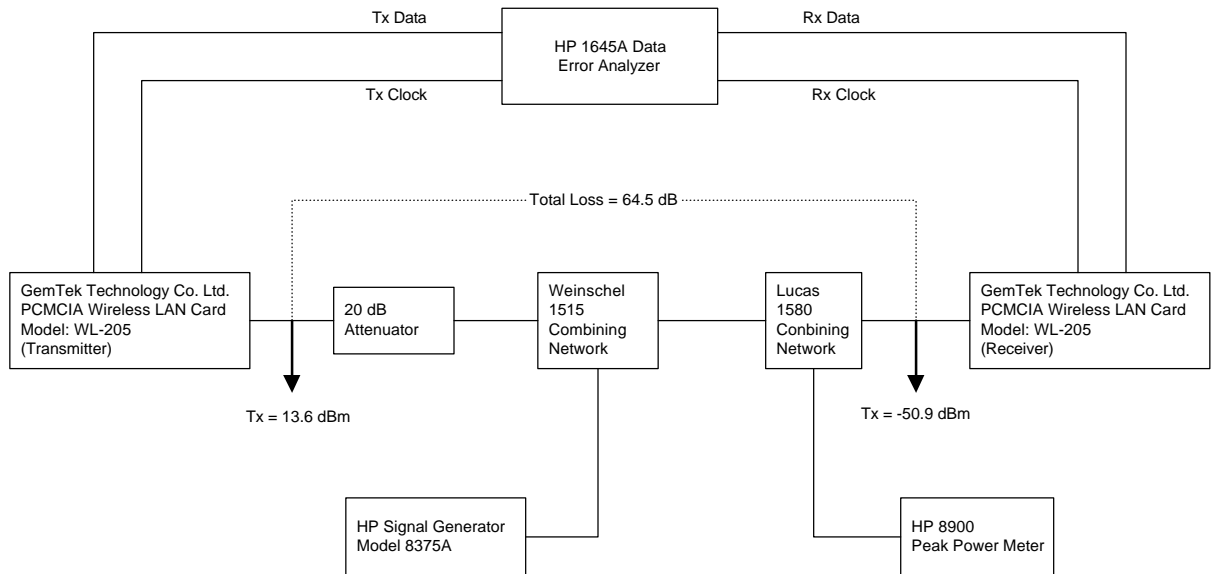 Tx Data
Rx Data
HP 1645A Data
Error Analyzer
Tx Clock
Rx Clock
Total Loss = 64.5 dB
GemTek Technology Co. Ltd.
PCMCIA Wireless LAN Card
Model: WL-205
(Transmitter)
20 dB
Attenuator
Weinschel
1515
Combining
Network
Lucas
1580
Conbining
Network
GemTek Technology Co. Ltd.
PCMCIA Wireless LAN Card
Model: WL-205
(Receiver)
Tx = 13.6 dBm
Tx = -50.9 dBm
HP Signal Generator
Model 8375A
HP 8900
Peak Power Meter